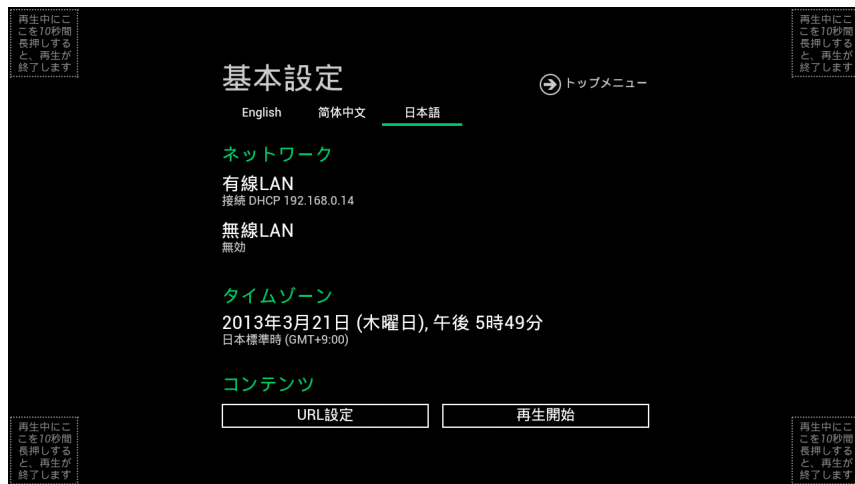 再生中にこ
こを10秒間
長押しする
と、再生が
終了します
再生中にこ
こを10秒間
長押しする
と、再生が
終了します
基本設定
トップメニュー
English 简体中文 日本語
ネットワーク
有線LAN
接続 DHCP 192.168.0.14
無線LAN
無効
タイムゾーン
2013年3月21日 (木曜日), 午後 5時49分
日本標準時 (GMT+9:00)
コンテンツ
URL設定 再生開始
再生中にこ
こを10秒間
長押しする
と、再生が
終了します
再生中にこ
こを10秒間
長押しする
と、再生が
終了します